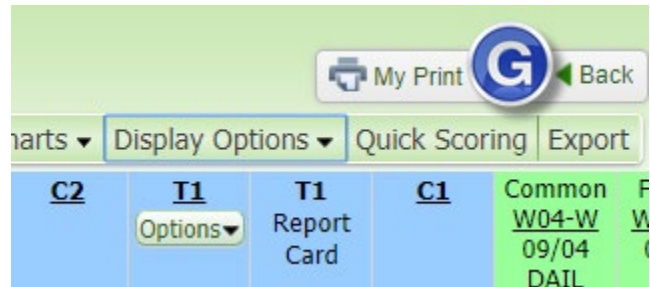 My Print G Back
harts Display Options Quick Scoring Export
C2 T1 T1 C1 Common F
Options Report W04-W W
Card 09/04
DAIL